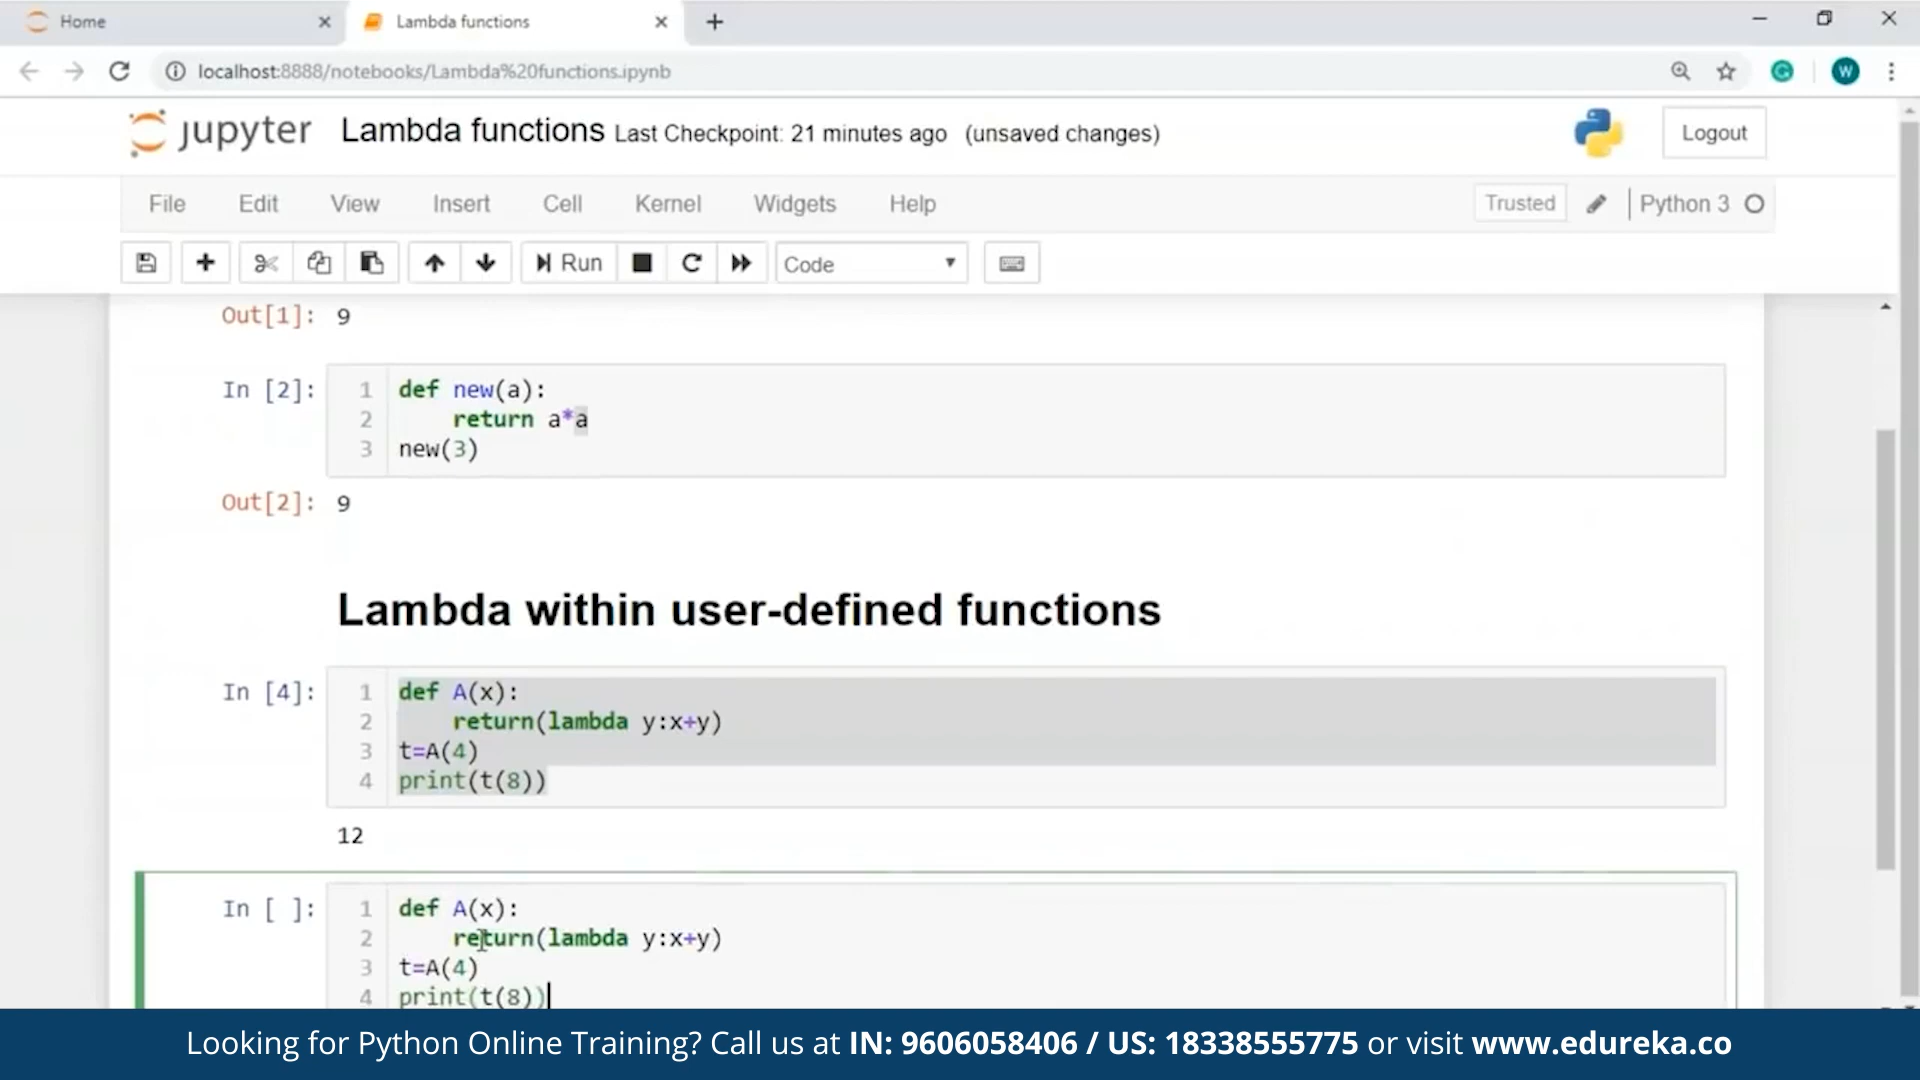 Home
Lambda functions
localhost:8888/notebooks/Lambda%20functions.ipynb
W
jupyter Lambda functions Last Checkpoint: 21 minutes ago (unsaved changes)
Logout
File Edit View Insert Cell Kernel Widgets Help
Trusted Python 3
Run Code
Out[1]: 9
In [2]:
1 def new(a):
2 return a*a
3 new(3)
Out[2]: 9
Lambda within user-defined functions
In [4]:
1 def A(x):
2 return(lambda y:x+y)
3 t=A(4)
4 print(t(8))
12
In [ ]:
1 def A(x):
2 return(lambda y:x+y)
3 t=A(4)
4 print(t(8))
Looking for Python Online Training? Call us at IN: 9606058406 / US: 18338555775 or visit www.edureka.co